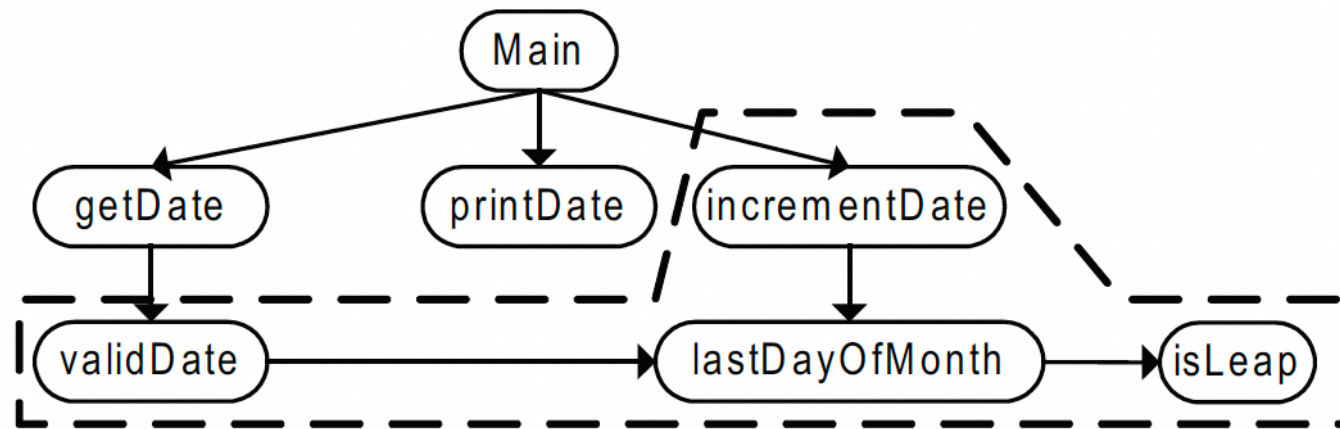 Main
getDate
printDate
incrementDate
validDate
lastDayOfMonth
isLeap